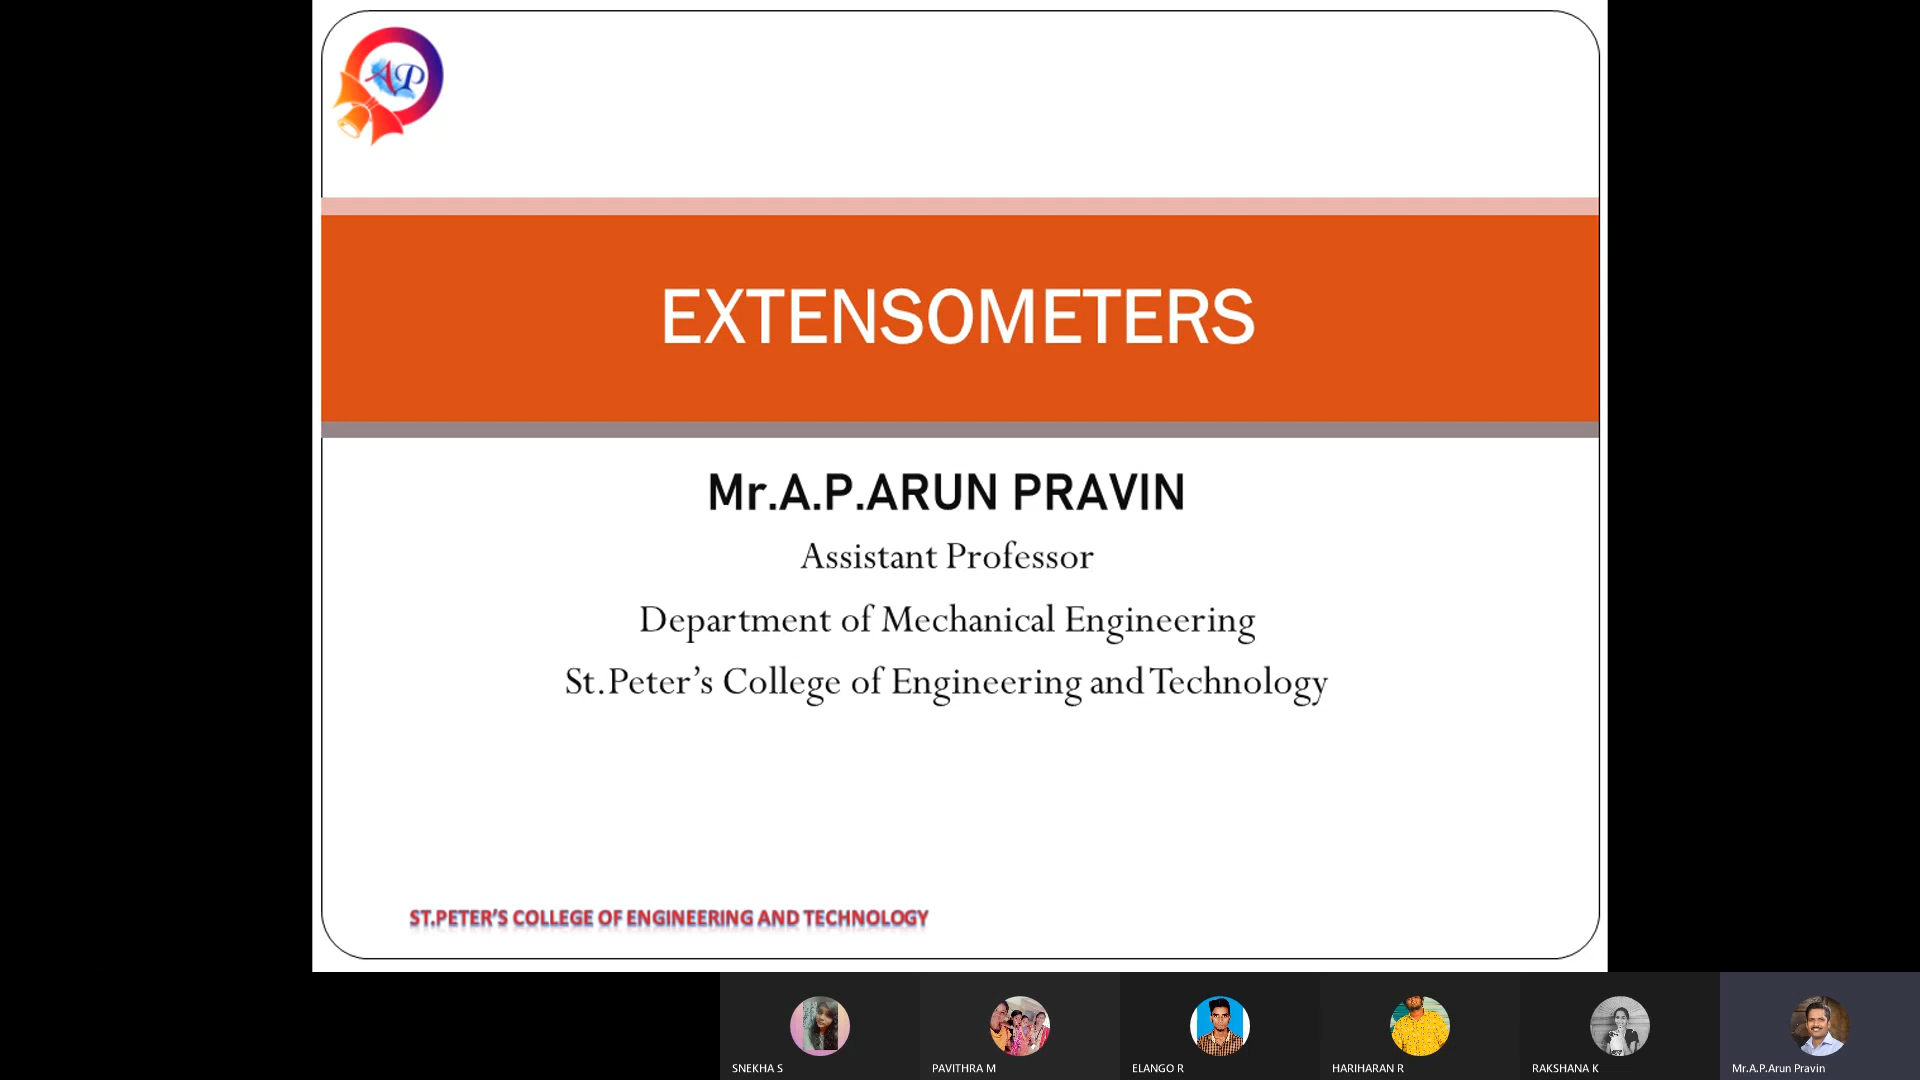 AP
EXTENSOMETERS
Mr.A.P.ARUN PRAVIN
Assistant Professor
Department of Mechanical Engineering
St.Peter’s College of Engineering and Technology
ST.PETER’S COLLEGE OF ENGINEERING AND TECHNOLOGY
SNEKHA S
PAVITHRA M
ELANGO R
HARIHARAN R
RAKSHANA K
Mr.A.P.Arun Pravin